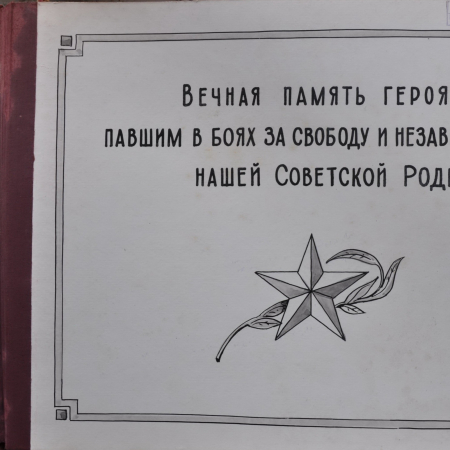 Вечная память героя
павшим в боях за свободу и незав
нашей Советской Род